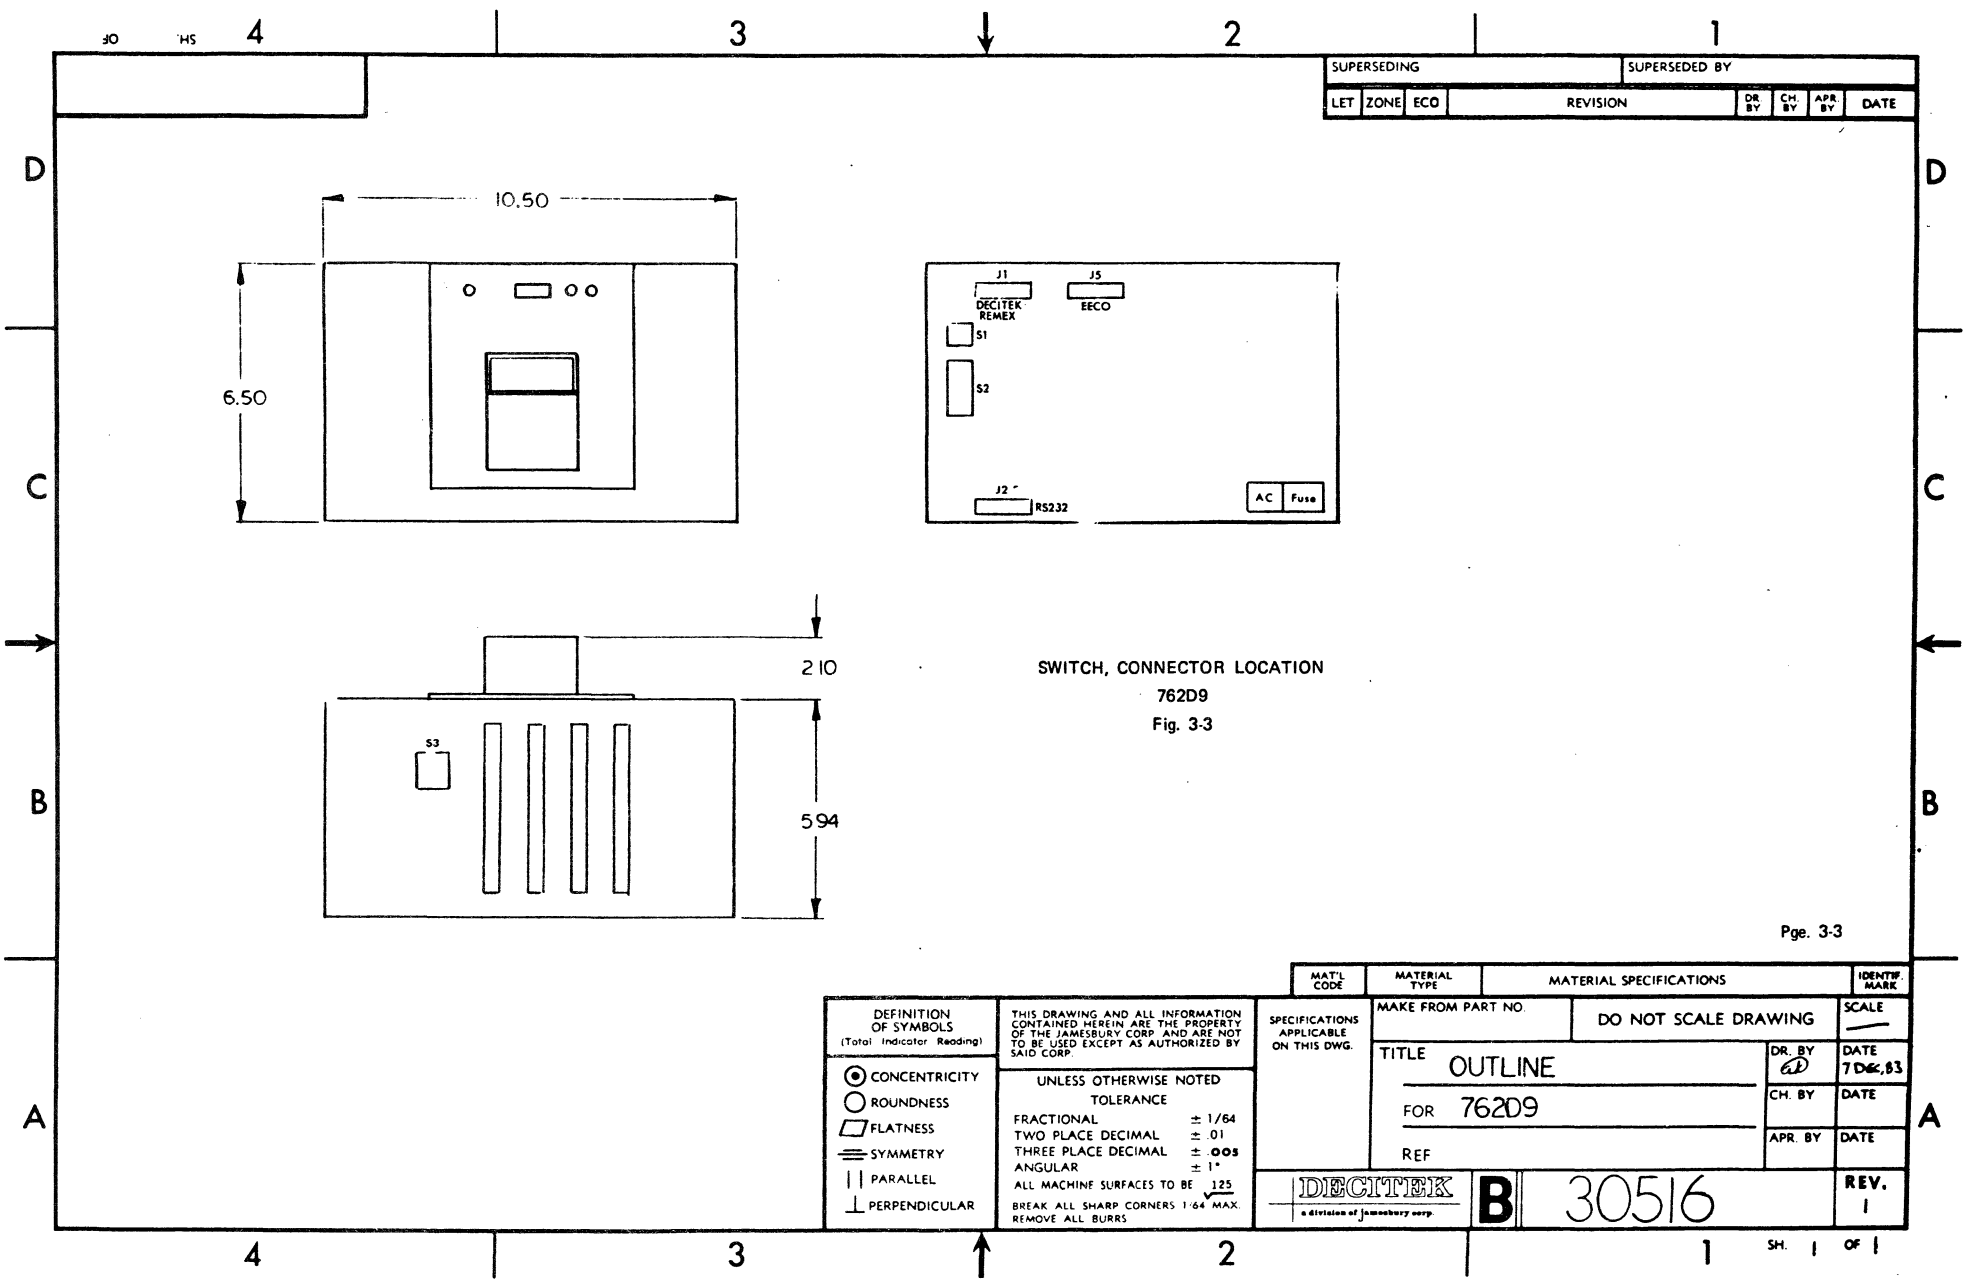 OF SH. 4 3 2 1
SUPERSEDING SUPERSEDED BY
LET ZONE ECO REVISION DR. BY CH. BY APR. BY DATE
D D
10.50
J1 J5
DECITEK EECO
REMEX
S1
6.50
S2
C C
J2
RS232
AC Fuse
2 10
SWITCH, CONNECTOR LOCATION
762D9
Fig. 3-3
S3
B B
5 94
Pge. 3-3
MAT'L CODE MATERIAL TYPE MATERIAL SPECIFICATIONS IDENTIF. MARK
DEFINITION
OF SYMBOLS
(Total Indicator Reading)
CONCENTRICITY
ROUNDNESS
FLATNESS
SYMMETRY
PARALLEL
PERPENDICULAR
THIS DRAWING AND ALL INFORMATION
CONTAINED HEREIN ARE THE PROPERTY
OF THE JAMESBURY CORP. AND ARE NOT
TO BE USED EXCEPT AS AUTHORIZED BY
SAID CORP.
UNLESS OTHERWISE NOTED
TOLERANCE
FRACTIONAL ± 1/64
TWO PLACE DECIMAL ± .01
THREE PLACE DECIMAL ± .005
ANGULAR ± 1°
ALL MACHINE SURFACES TO BE 125
BREAK ALL SHARP CORNERS 1/64 MAX.
REMOVE ALL BURRS
SPECIFICATIONS
APPLICABLE
ON THIS DWG.
MAKE FROM PART NO.
DO NOT SCALE DRAWING
SCALE
TITLE OUTLINE
FOR 762D9
REF
DR. BY DATE
7 DEC, 83
CH. BY DATE
APR. BY DATE
A A
DECITEK
a division of jamesbury corp.
B 30516
REV.
1
4 3 2 1
SH. 1 OF 1